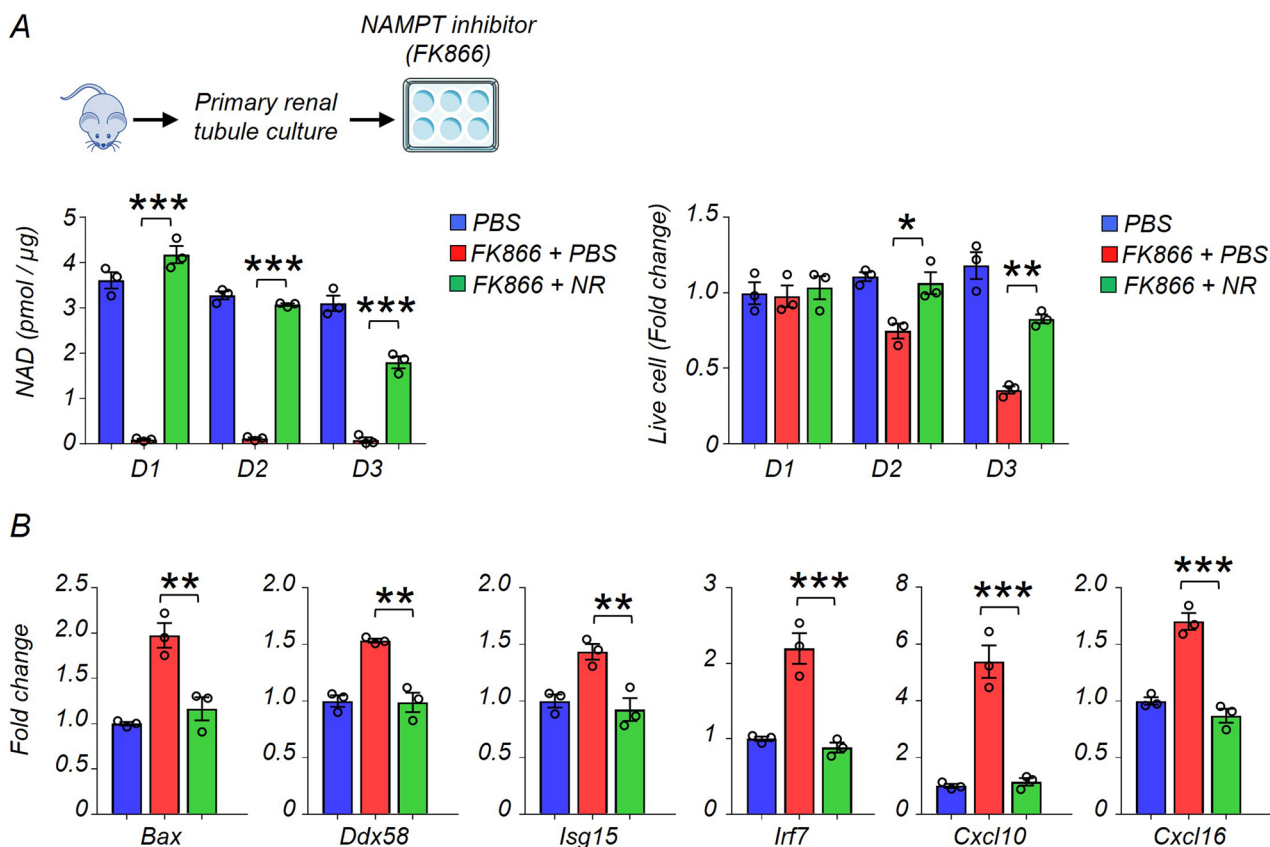 A
NAMPT inhibitor
(FK866)
Primary renal
tubule culture
NAD (pmol / µg)
5
4
3
2
1
0
***
***
***
D1
D2
D3
PBS
FK866 + PBS
FK866 + NR
Live cell (Fold change)
1.5
1.0
0.5
0
*
**
D1
D2
D3
PBS
FK866 + PBS
FK866 + NR
B
Fold change
2.5
2.0
1.5
1.0
0.5
0
**
Bax
2.0
1.5
1.0
0.5
0
**
Ddx58
2.0
1.5
1.0
0.5
0
**
Isg15
3
2
1
0
***
Irf7
8
6
4
2
0
***
Cxcl10
2.0
1.5
1.0
0.5
0
***
Cxcl16